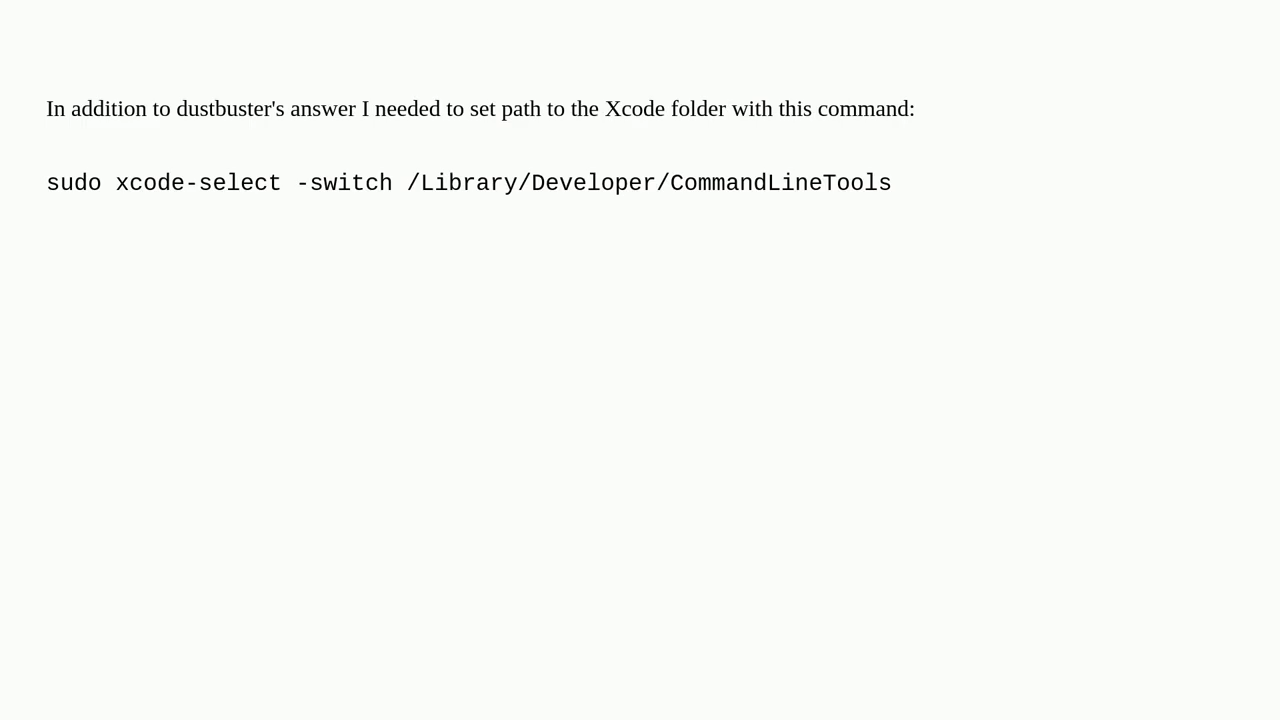 In addition to dustbuster's answer I needed to set path to the Xcode folder with this command:
sudo xcode-select -switch /Library/Developer/CommandLineTools